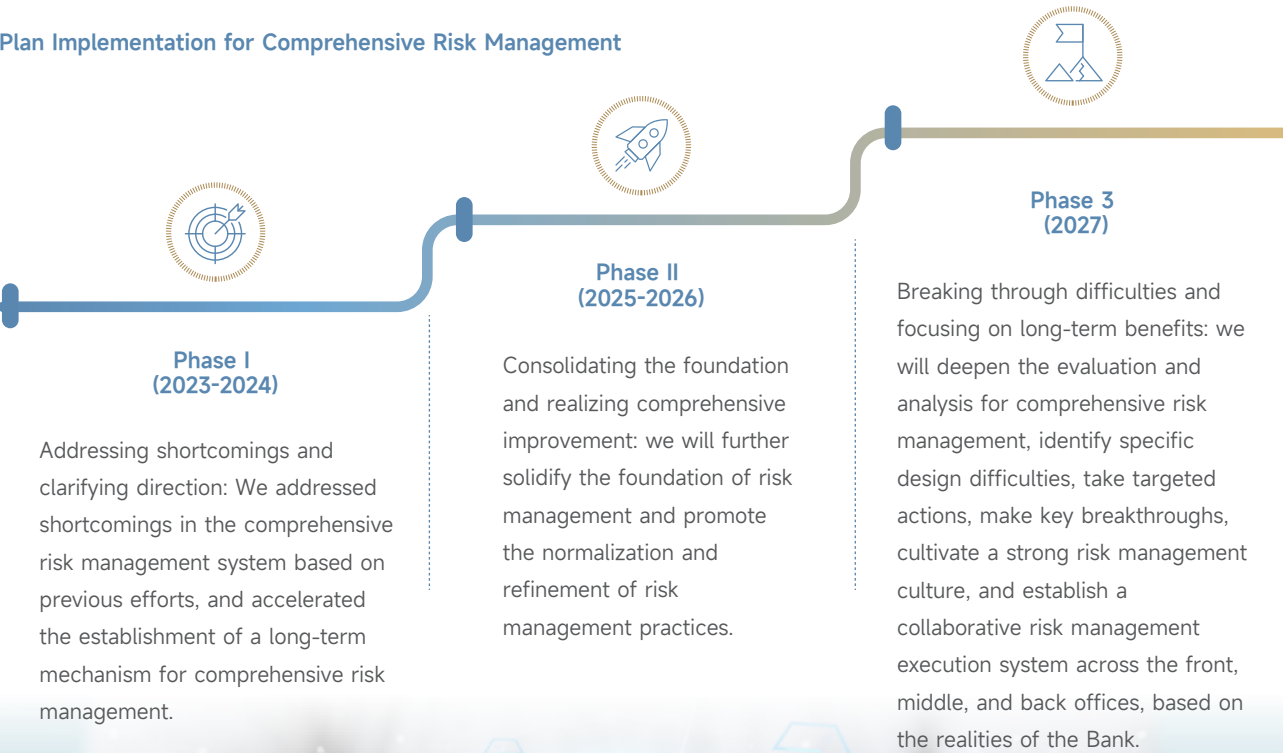 Plan Implementation for Comprehensive Risk Management
Phase I
(2023-2024)
Addressing shortcomings and
clarifying direction: We addressed
shortcomings in the comprehensive
risk management system based on
previous efforts, and accelerated
the establishment of a long-term
mechanism for comprehensive risk
management.
Phase II
(2025-2026)
Consolidating the foundation
and realizing comprehensive
improvement: we will further
solidify the foundation of risk
management and promote
the normalization and
refinement of risk
management practices.
Phase 3
(2027)
Breaking through difficulties and
focusing on long-term benefits: we
will deepen the evaluation and
analysis for comprehensive risk
management, identify specific
design difficulties, take targeted
actions, make key breakthroughs,
cultivate a strong risk management
culture, and establish a
collaborative risk management
execution system across the front,
middle, and back offices, based on
the realities of the Bank.